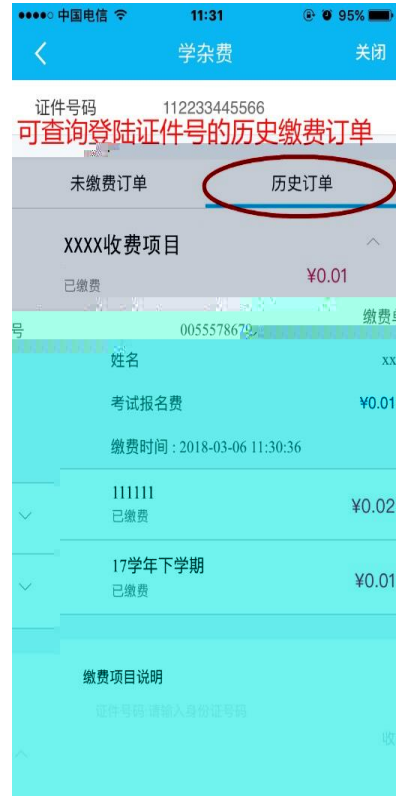 中国电信 11:31 95%
学杂费 关闭
证件号码 112233445566
可查询登陆证件号的历史缴费订单
未缴费订单 历史订单
XXXX收费项目
已缴费 ¥0.01
缴费单
号 0055578679
姓名 xx
考试报名费 ¥0.01
缴费时间 : 2018-03-06 11:30:36
111111
已缴费 ¥0.02
17学年下学期
已缴费 ¥0.01
缴费项目说明
证件号码:请输入身份证号码
收